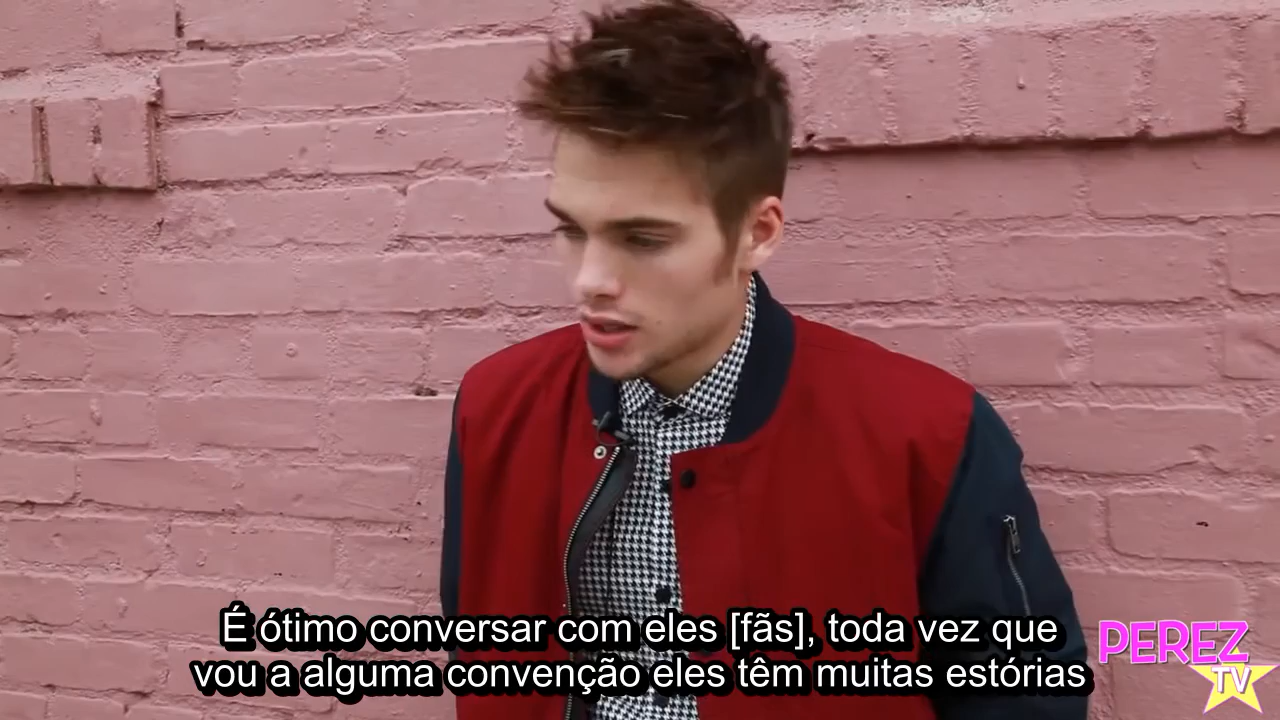 É ótimo conversar com eles [fãs], toda vez que
vou a alguma convenção eles têm muitas estórias
PEREZ
TV